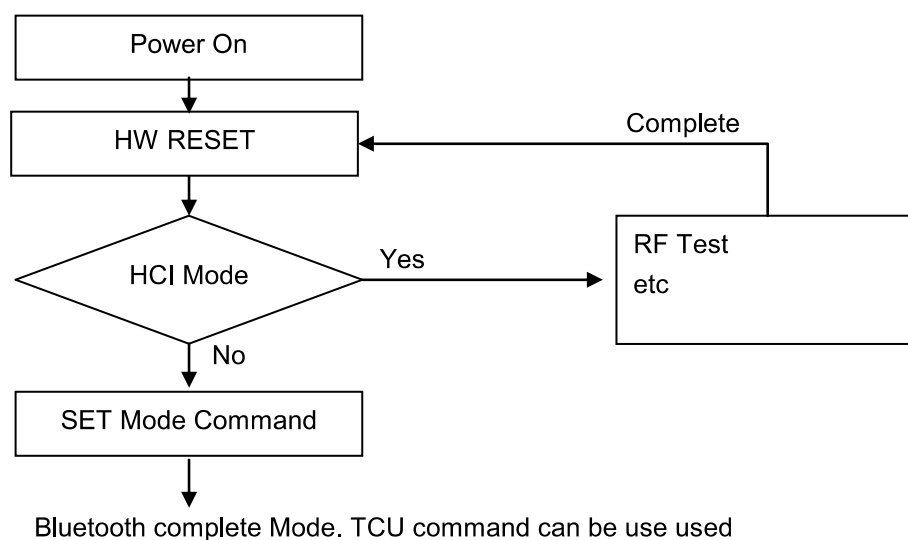 Power On
HW RESET
Complete
HCI Mode
Yes
RF Test
etc
No
SET Mode Command
Bluetooth complete Mode, TCU command can be use used